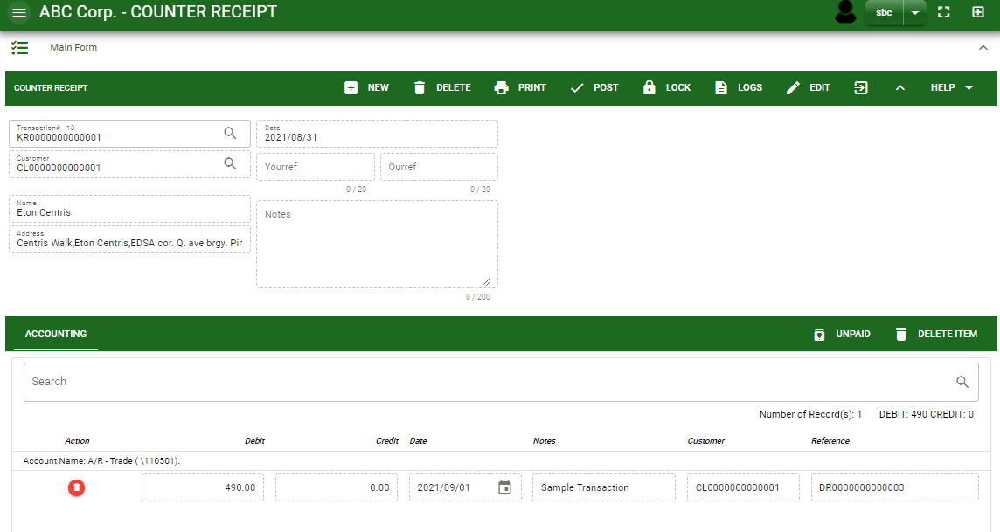 ABC Corp. - COUNTER RECEIPT
sbc
Main Form
COUNTER RECEIPT
NEW
DELETE
PRINT
POST
LOCK
LOGS
EDIT
HELP
Transaction# - 13
KR0000000000001
Date
2021/08/31
Customer
CL0000000000001
Yourref
Ourref
0 / 20
0 / 20
Name
Eton Centris
Notes
Address
Centris Walk,Eton Centris,EDSA cor. Q. ave brgy. Pir
0 / 200
ACCOUNTING
UNPAID
DELETE ITEM
Search
Number of Record(s): 1 DEBIT: 490 CREDIT: 0
Action Debit Credit Date Notes Customer Reference
Account Name: A/R - Trade ( \110501).
490.00 0.00 2021/09/01 Sample Transaction CL0000000000001 DR0000000000003